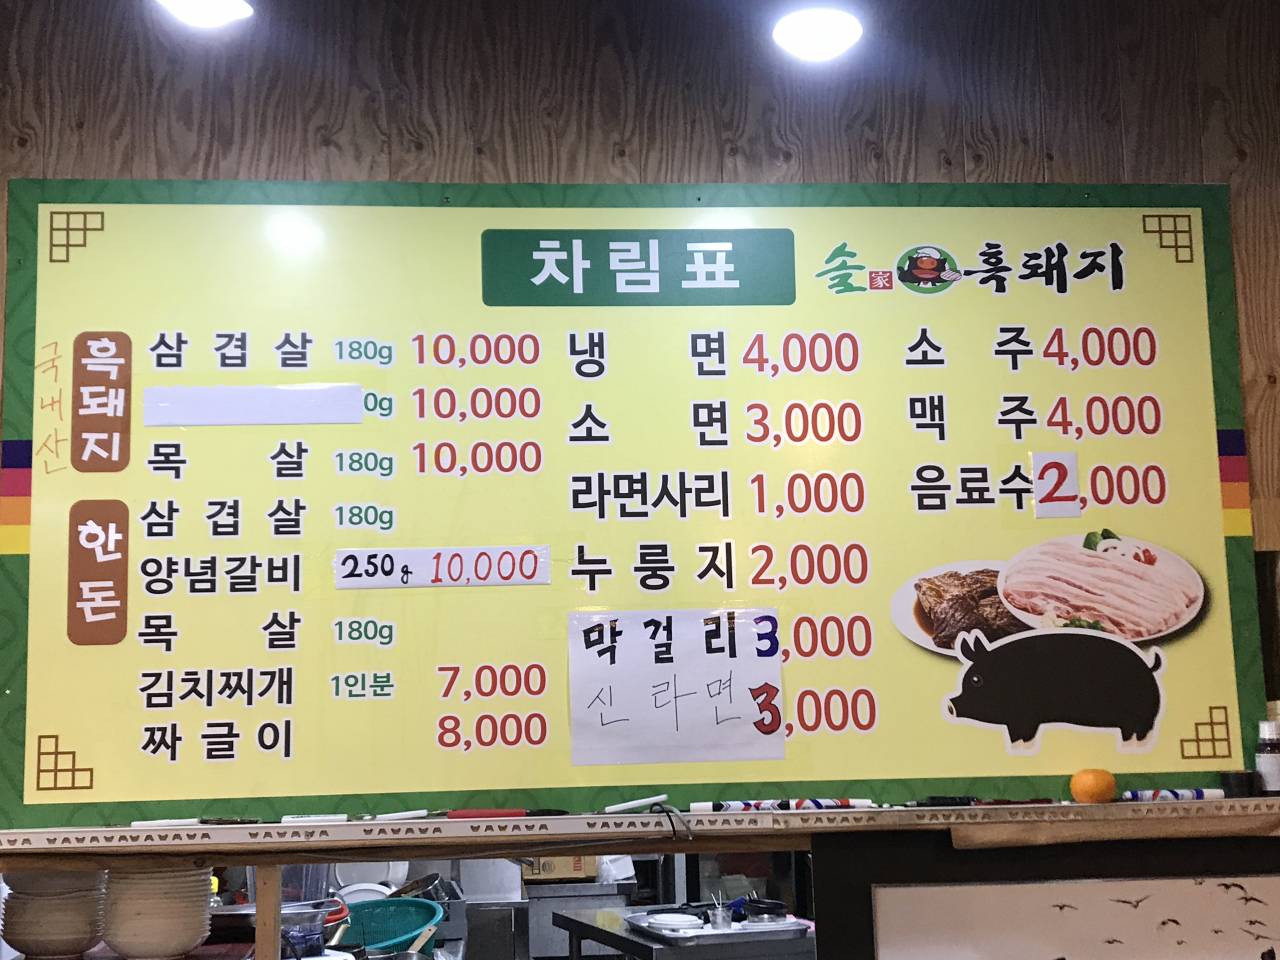 차림표
솔家 흑돼지
국내산
흑돼지
삼겹살 180g 10,000
0g 10,000
목살 180g 10,000
한돈
삼겹살 180g
양념갈비 250g 10,000
목살 180g
김치찌개 1인분 7,000
짜글이 8,000
냉면 4,000
소면 3,000
라면사리 1,000
누룽지 2,000
막걸리 3,000
신라면 3,000
소주 4,000
맥주 4,000
음료수 2,000